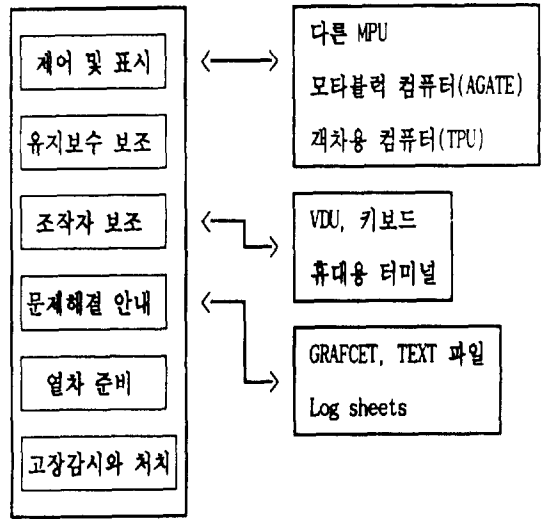 제어 및 표시
유지보수 보조
조작자 보조
문제해결 안내
열차 준비
고장감시와 처치
다른 MPU
모타블럭 컴퓨터(AGATE)
객차용 컴퓨터(TPU)
VDU, 키보드
휴대용 터미널
GRAFCET, TEXT 파일
Log sheets